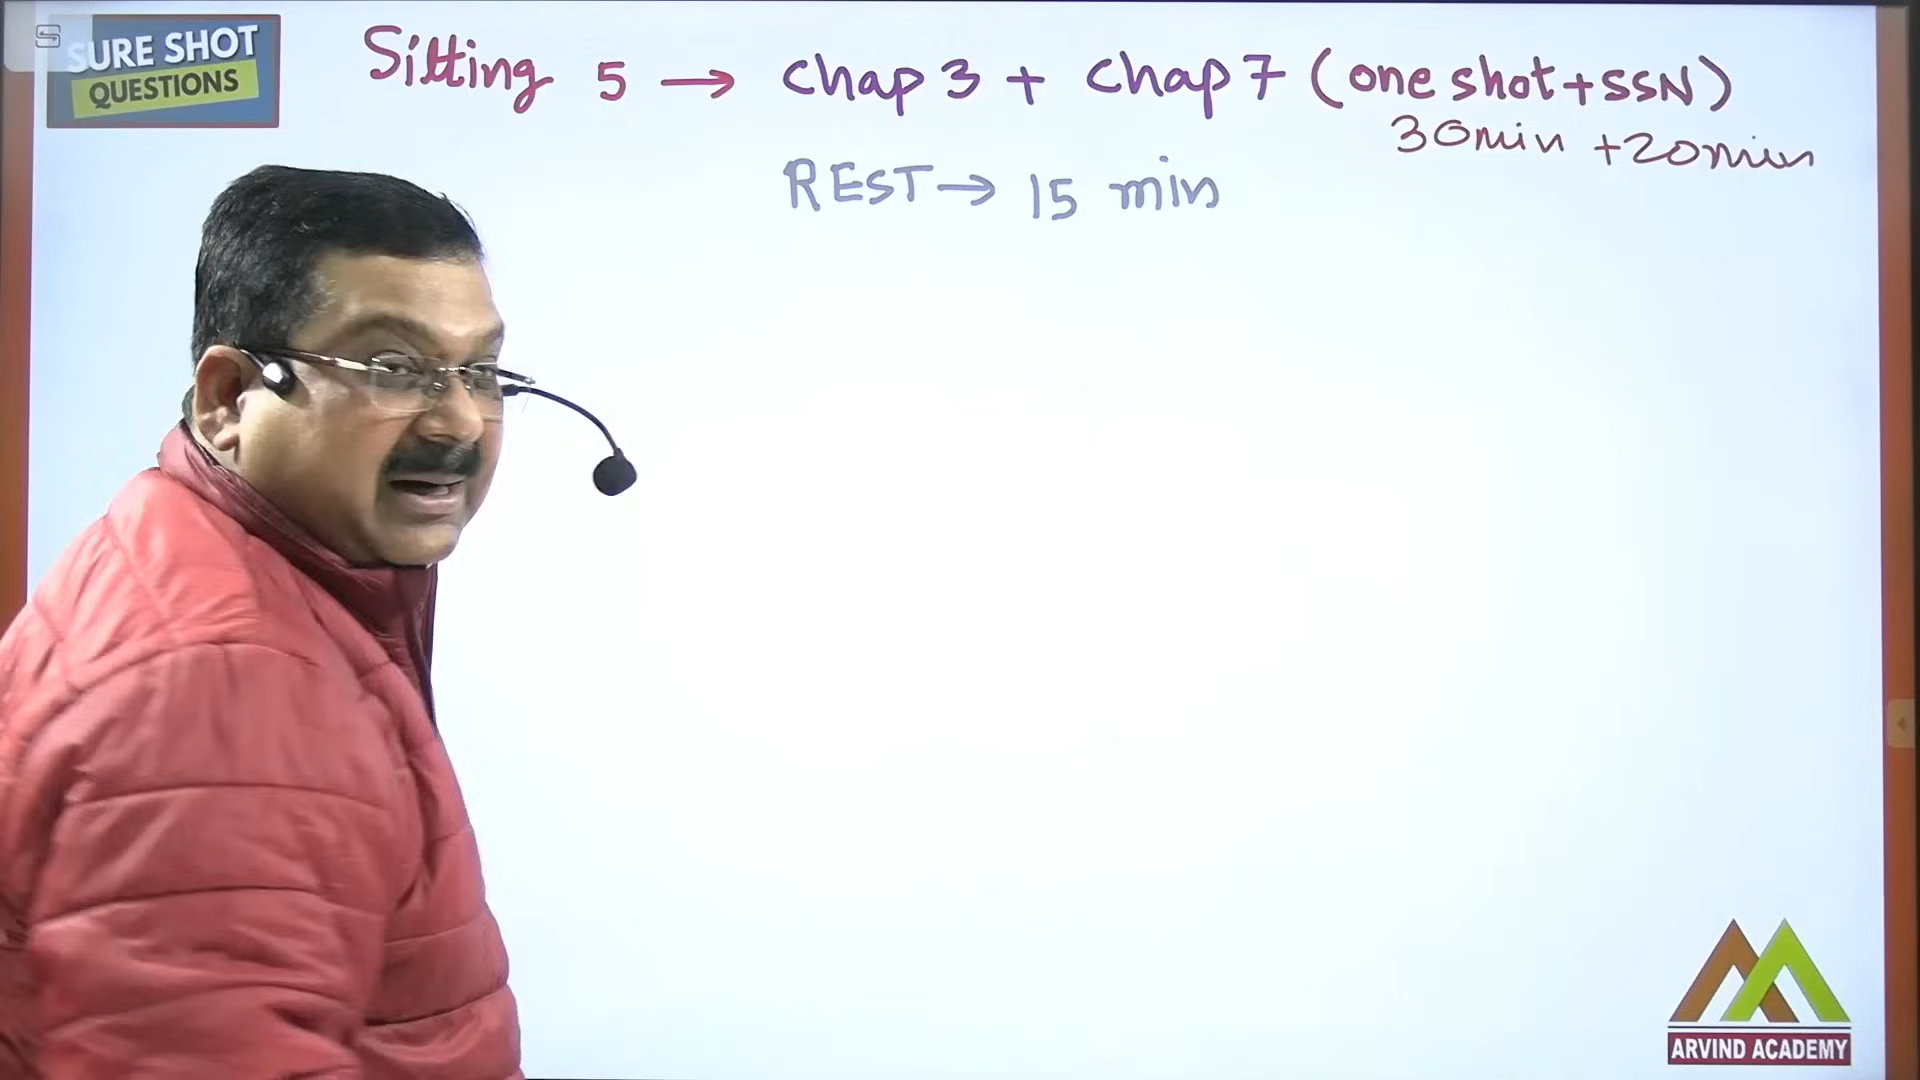 SURE SHOT
QUESTIONS
Sitting 5 → Chap 3 + Chap 7 (one shot + SSN)
30min + 20min
REST → 15 min
ARVIND ACADEMY